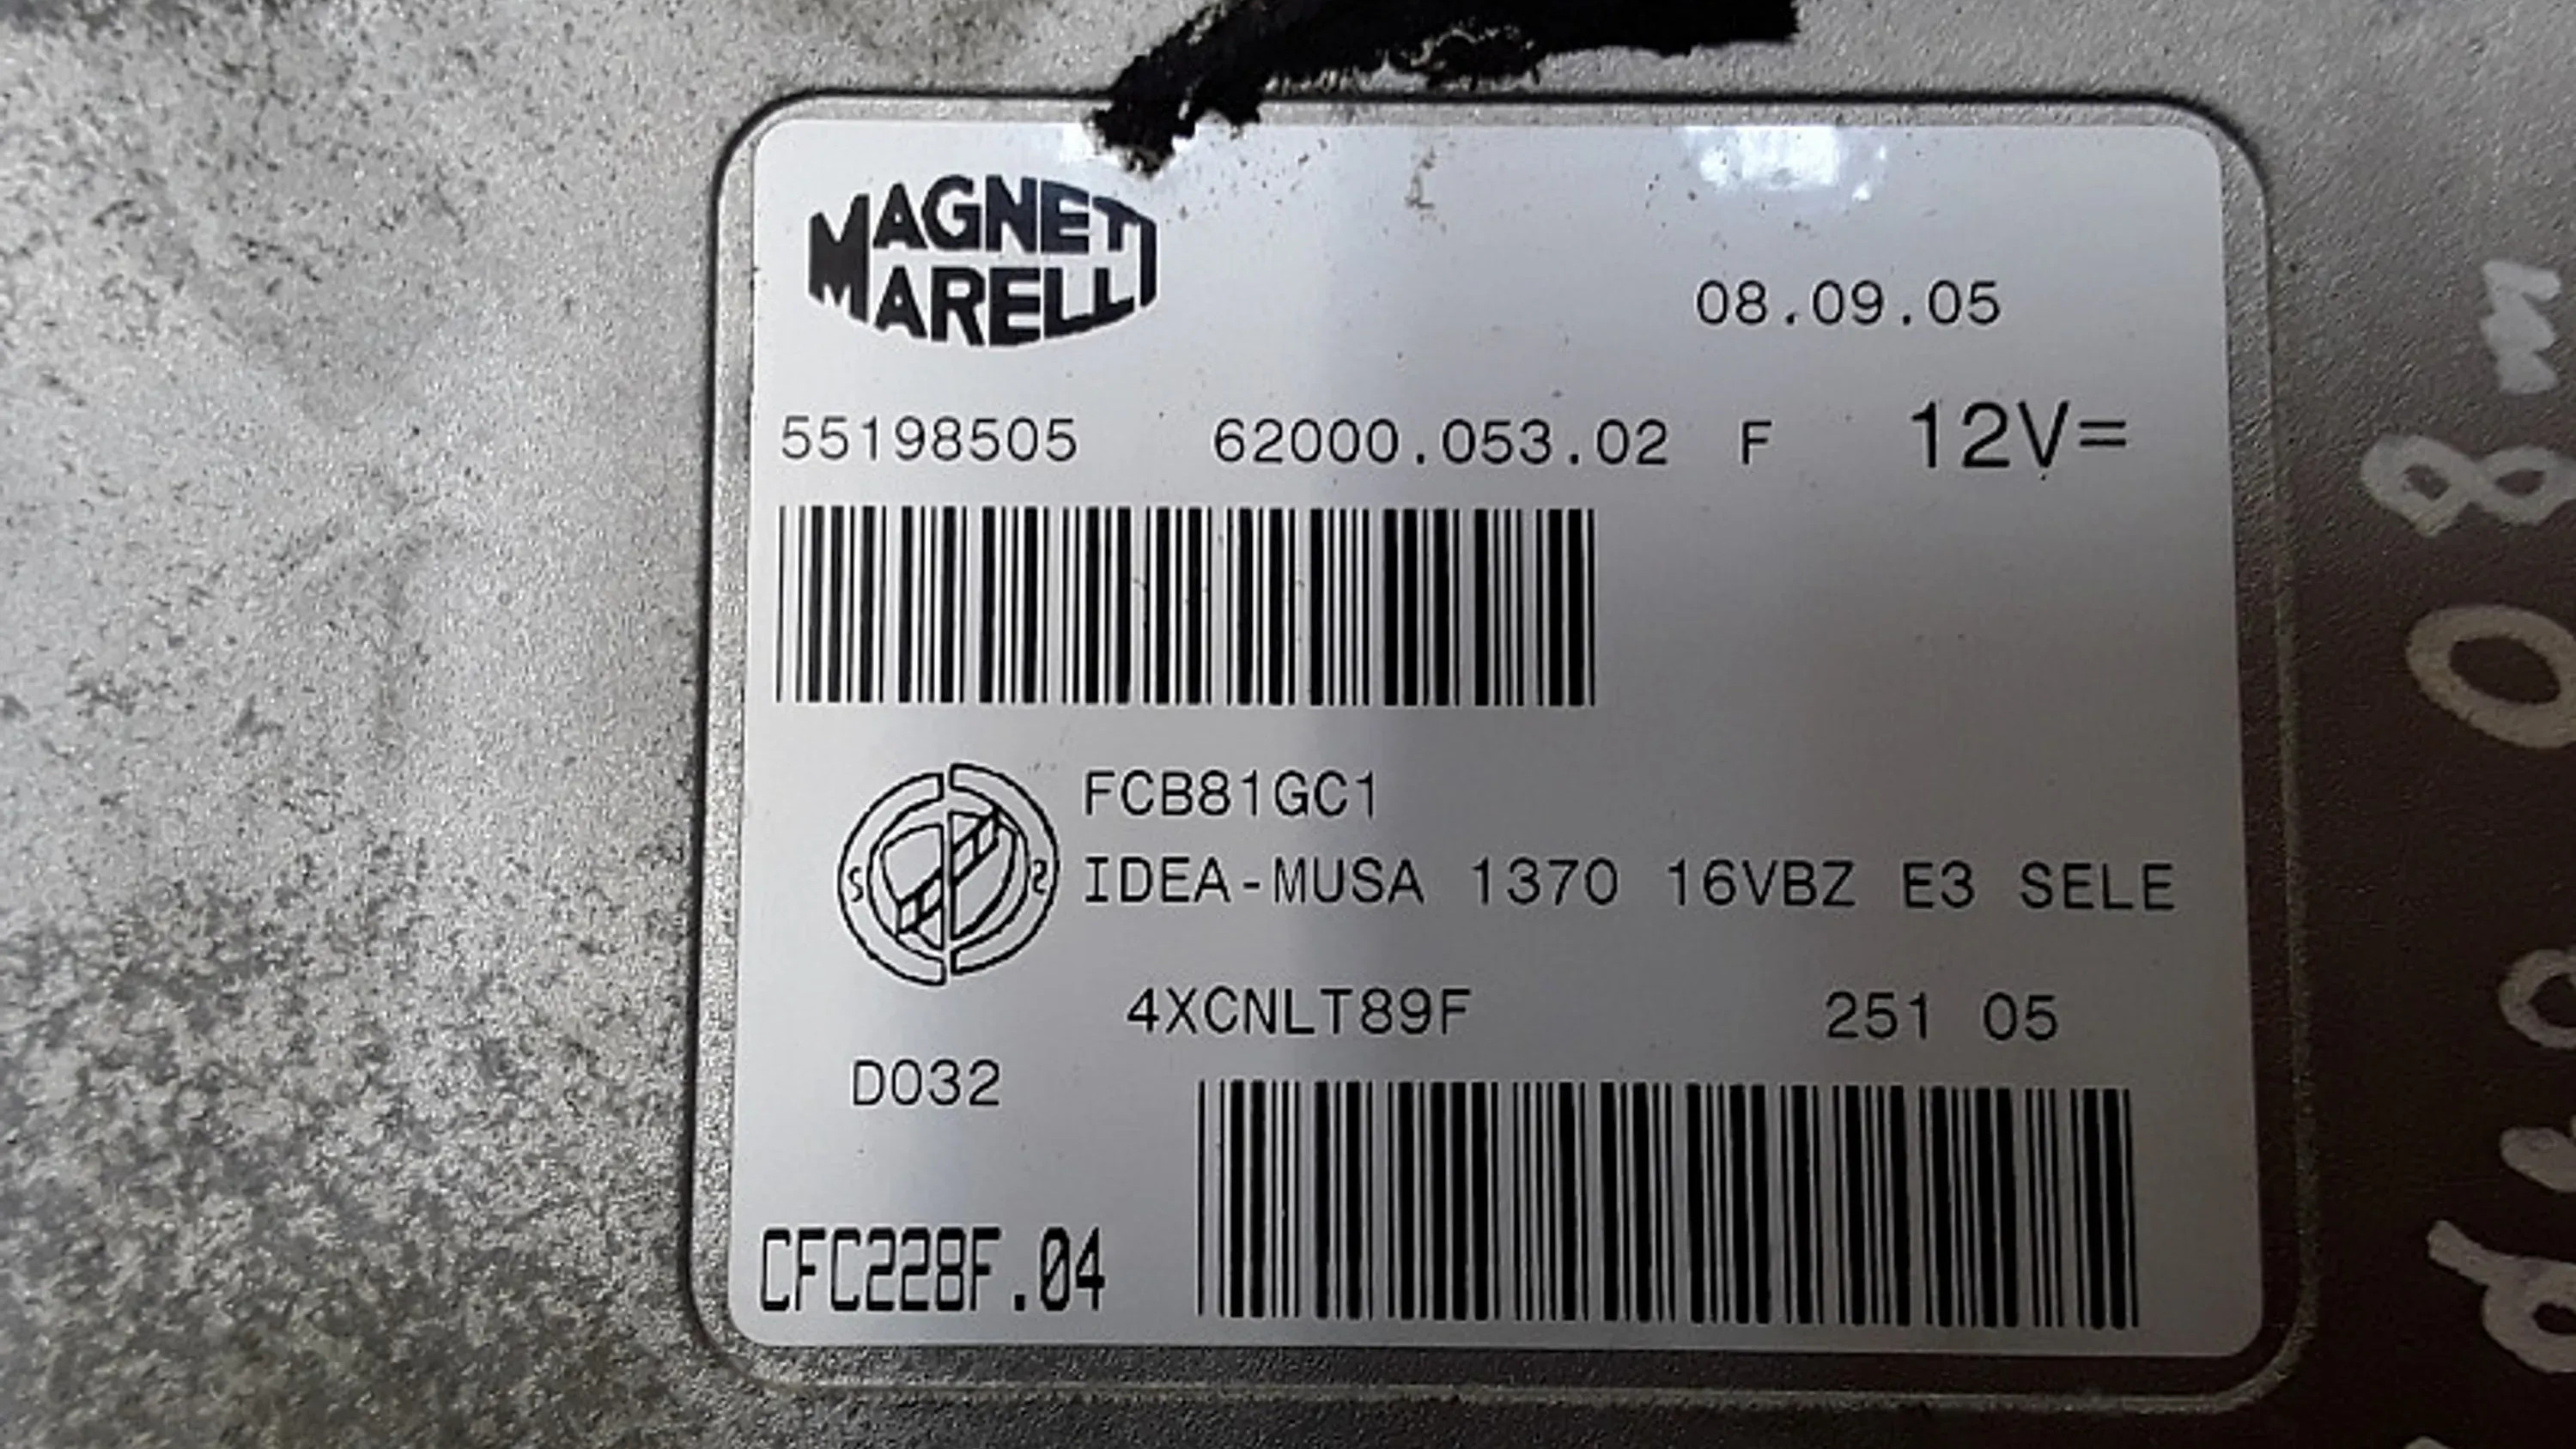 MAGNETI
MARELLI
08.09.05
55198505 62000.053.02 F 12V=
FCB81GC1
IDEA-MUSA 1370 16VBZ E3 SELE
4XCNLT89F 251 05
D032
CFC228F.04